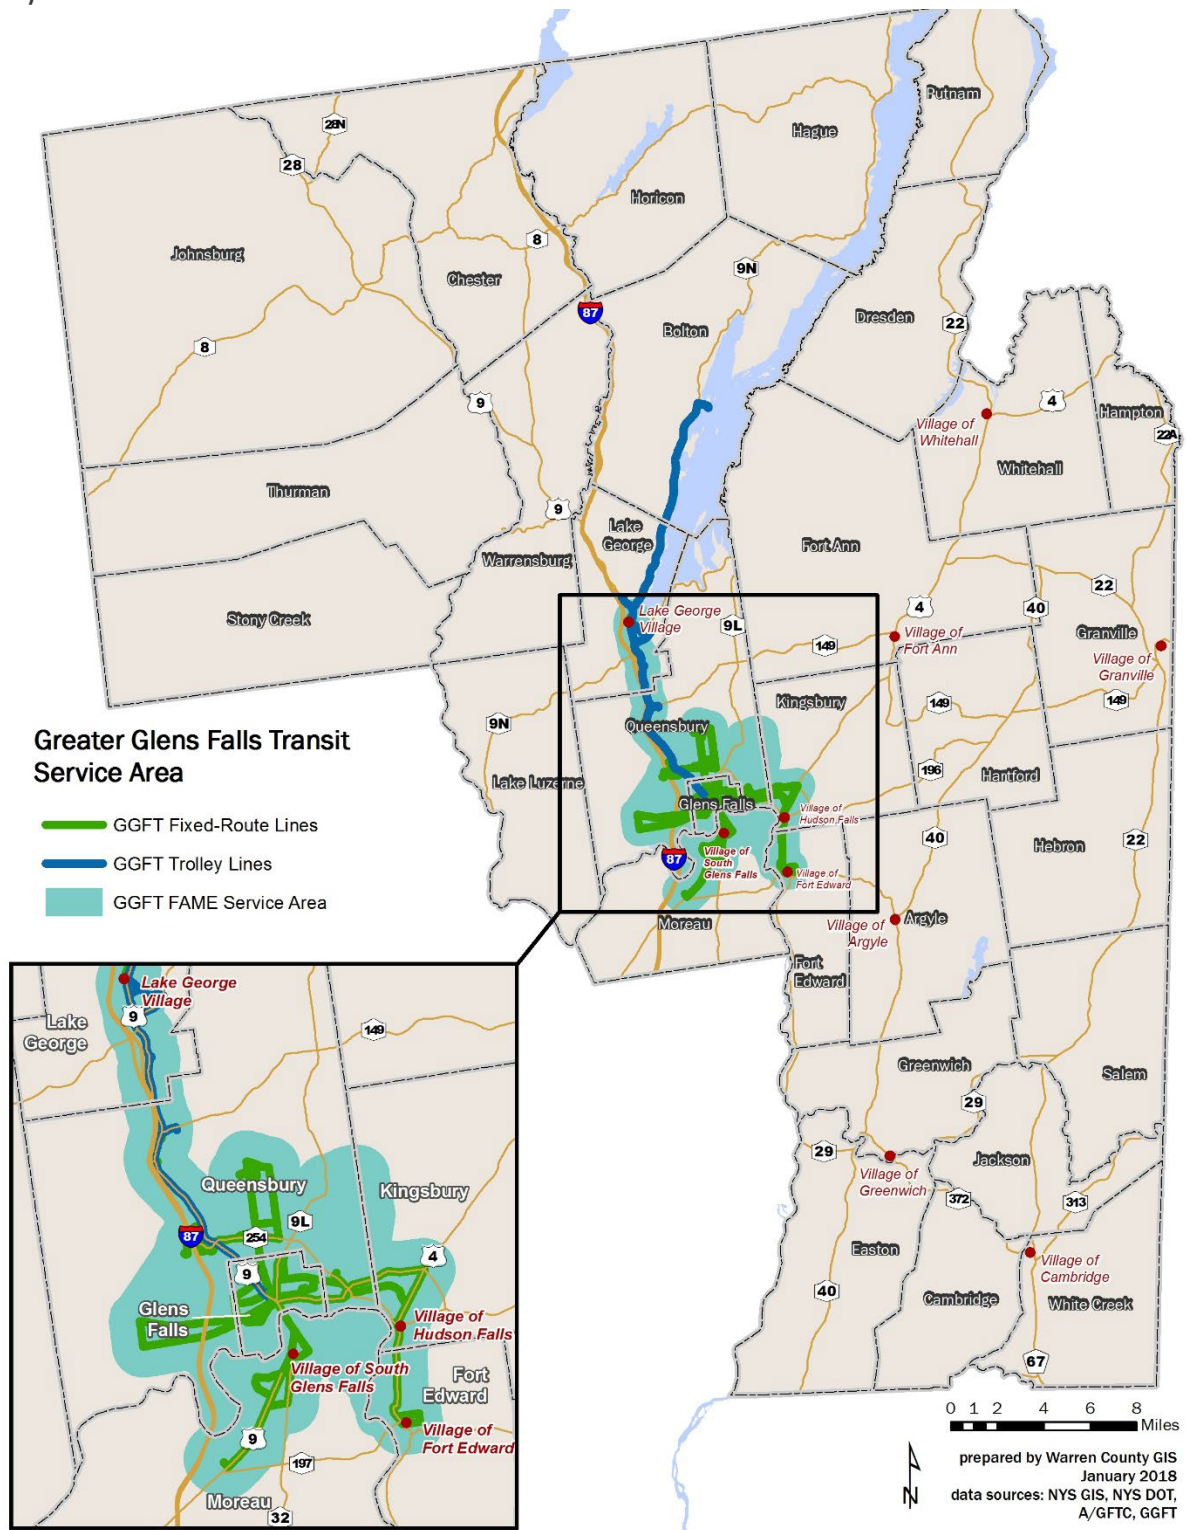 Putnam
Hague
28N
28
Horicon
Johnsburg
8
Chester
9N
87
Bolton
Dresden
22
8
9
4
Hampton
Village of
Whitehall
22A
Whitehall
Thurman
9
Lake
George
Fort Ann
Warrensburg
22
4
40
Stony Creek
Lake George
Village
9L
149
Village of
Fort Ann
Granville
Village of
Granville
Kingsbury
149
149
9N
Queensbury
Greater Glens Falls Transit
Service Area
196
Hartford
Lake Luzerne
Glens Falls
Village of
Hudson Falls
GGFT Fixed-Route Lines
40
Hebron
22
87
Village of
South
Glens Falls
GGFT Trolley Lines
Village of
Fort Edward
GGFT FAME Service Area
Moreau
Village of
Argyle
Argyle
Fort
Edward
Lake George
Village
9
Lake
George
149
Greenwich
Salem
29
29
Jackson
Village of
Greenwich
372
313
Queensbury
Kingsbury
9L
87
254
4
Easton
Village of
Cambridge
9
40
Cambridge
White Creek
Glens
Falls
Village of
Hudson Falls
67
Village of South
Glens Falls
Fort
Edward
0 1 2 4 6 8
Miles
Village of
Fort Edward
9
197
Moreau
32
N
prepared by Warren County GIS
January 2018
data sources: NYS GIS, NYS DOT,
A/GFTC, GGFT